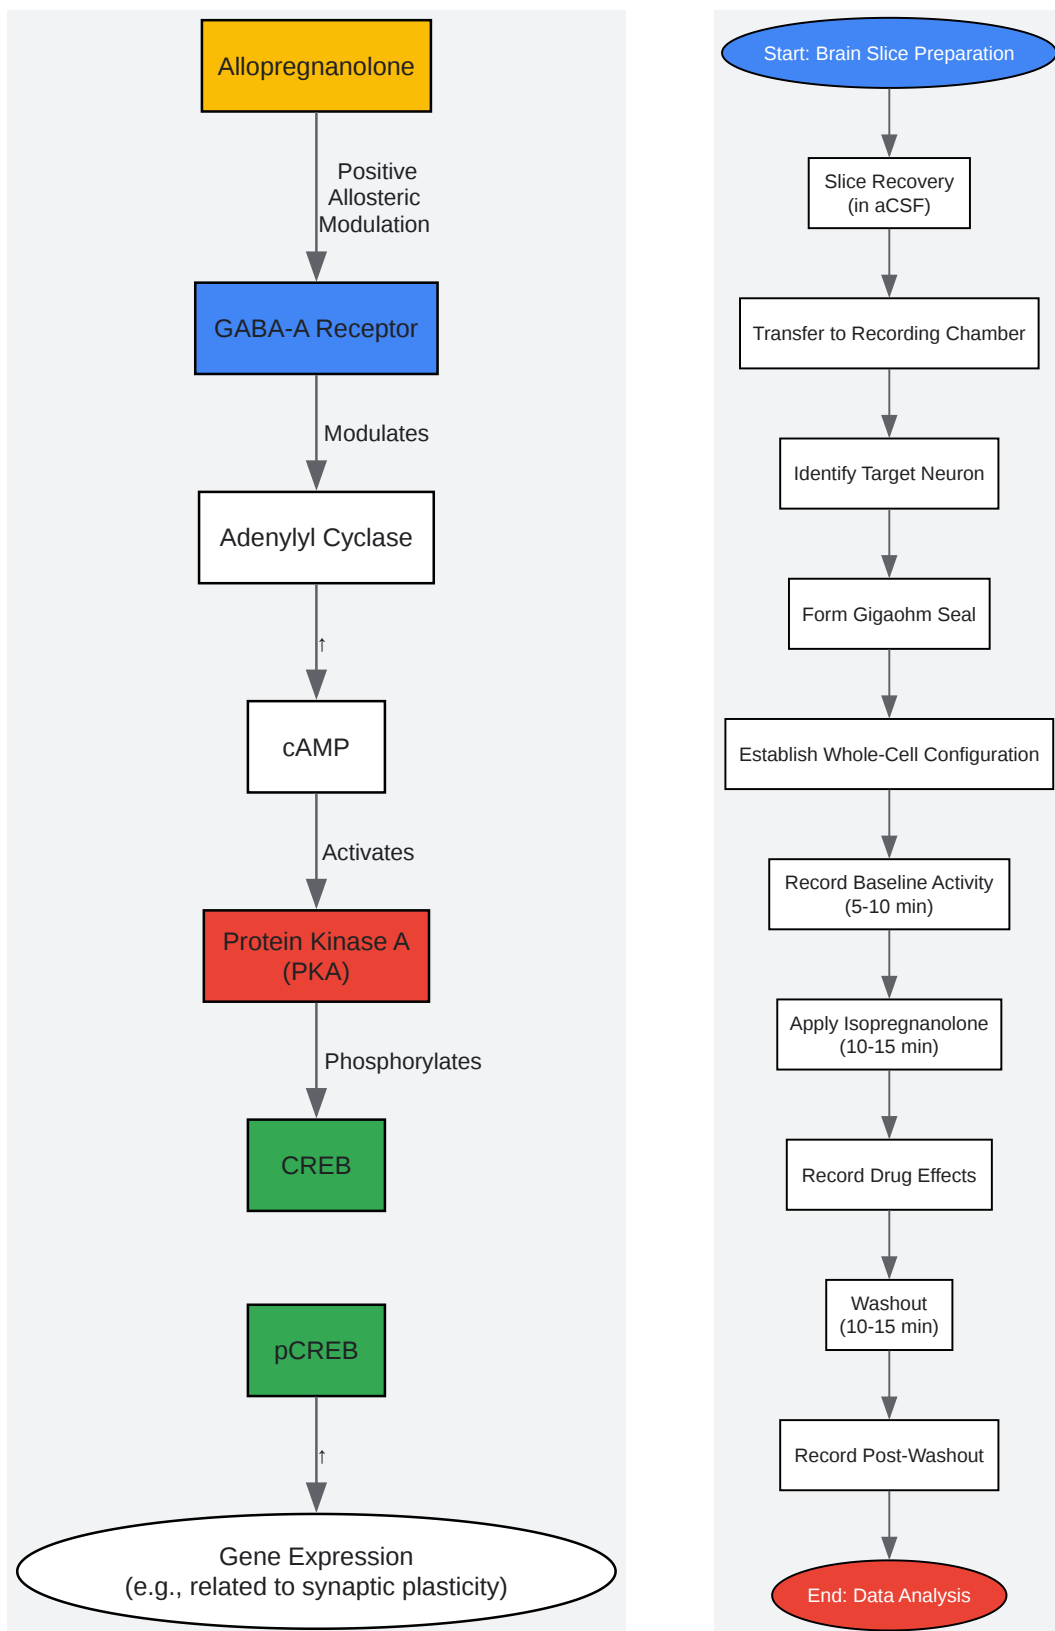 Allopregnanolone
Positive
Allosteric
Modulation
GABA-A Receptor
Modulates
Adenylyl Cyclase
↑
cAMP
Activates
Protein Kinase A
(PKA)
Phosphorylates
CREB
pCREB
↑
Gene Expression
(e.g., related to synaptic plasticity)
Start: Brain Slice Preparation
Slice Recovery
(in aCSF)
Transfer to Recording Chamber
Identify Target Neuron
Form Gigaohm Seal
Establish Whole-Cell Configuration
Record Baseline Activity
(5-10 min)
Apply Isopregnanolone
(10-15 min)
Record Drug Effects
Washout
(10-15 min)
Record Post-Washout
End: Data Analysis